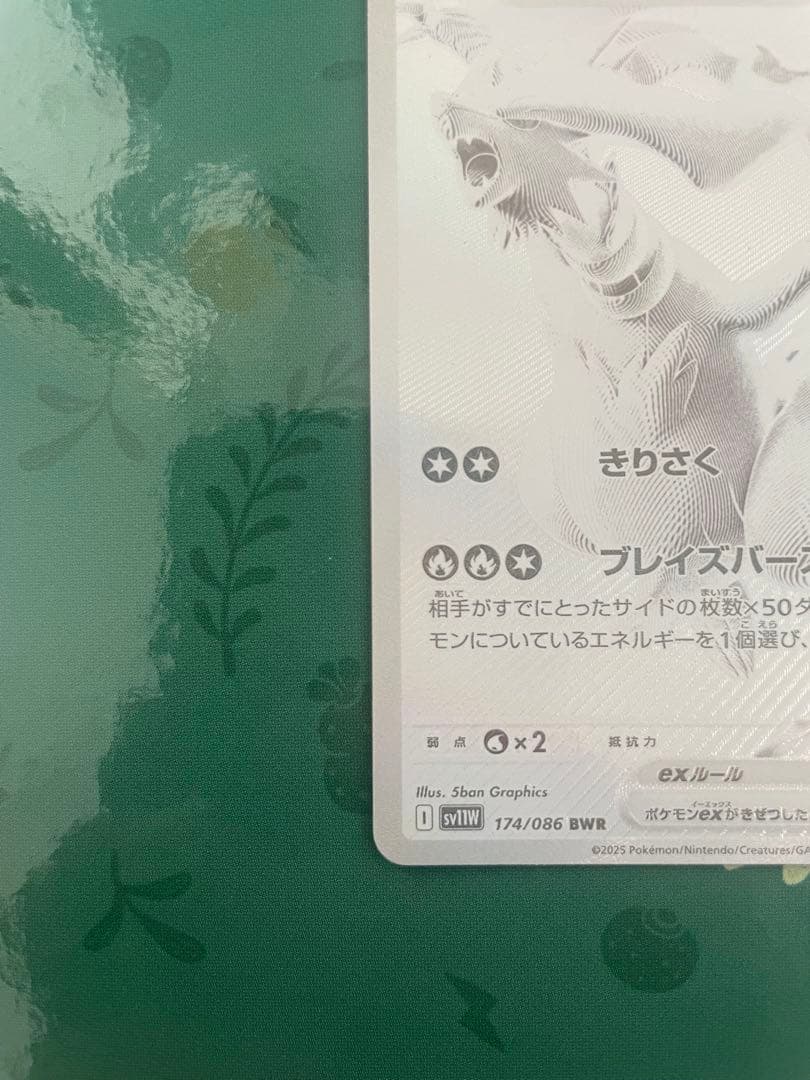 きりさく
ブレイズバー
あいて まいすう
相手がすでにとったサイドの枚数×50ダ
こ えら
モンについているエネルギーを1個選び、
弱点 ×2 抵抗力
exルール
Illus. 5ban Graphics
イーエックス
ポケモンexがきぜつした
I sv11W 174/086 BWR
©2025 Pokémon/Nintendo/Creatures/GA